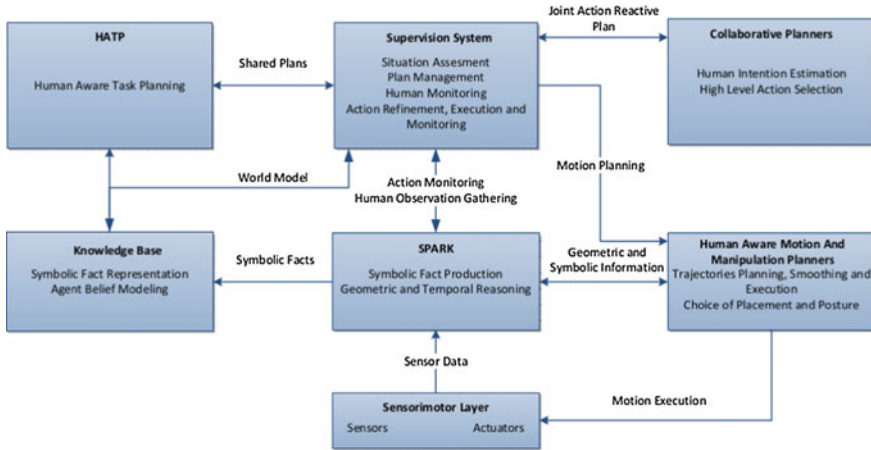 HATP
Human Aware Task Planning
Shared Plans
Supervision System
Situation Assesment
Plan Management
Human Monitoring
Action Refinement, Execution and
Monitoring
Joint Action Reactive
Plan
Collaborative Planners
Human Intention Estimation
High Level Action Selection
World Model
Action Monitoring
Human Observation Gathering
Motion Planning
Knowledge Base
Symbolic Fact Representation
Agent Belief Modeling
Symbolic Facts
SPARK
Symbolic Fact Production
Geometric and Temporal Reasoning
Geometric and
Symbolic Information
Human Aware Motion And
Manipulation Planners
Trajectories Planning, Smoothing and
Execution
Choice of Placement and Posture
Sensor Data
Sensorimotor Layer
Sensors Actuators
Motion Execution